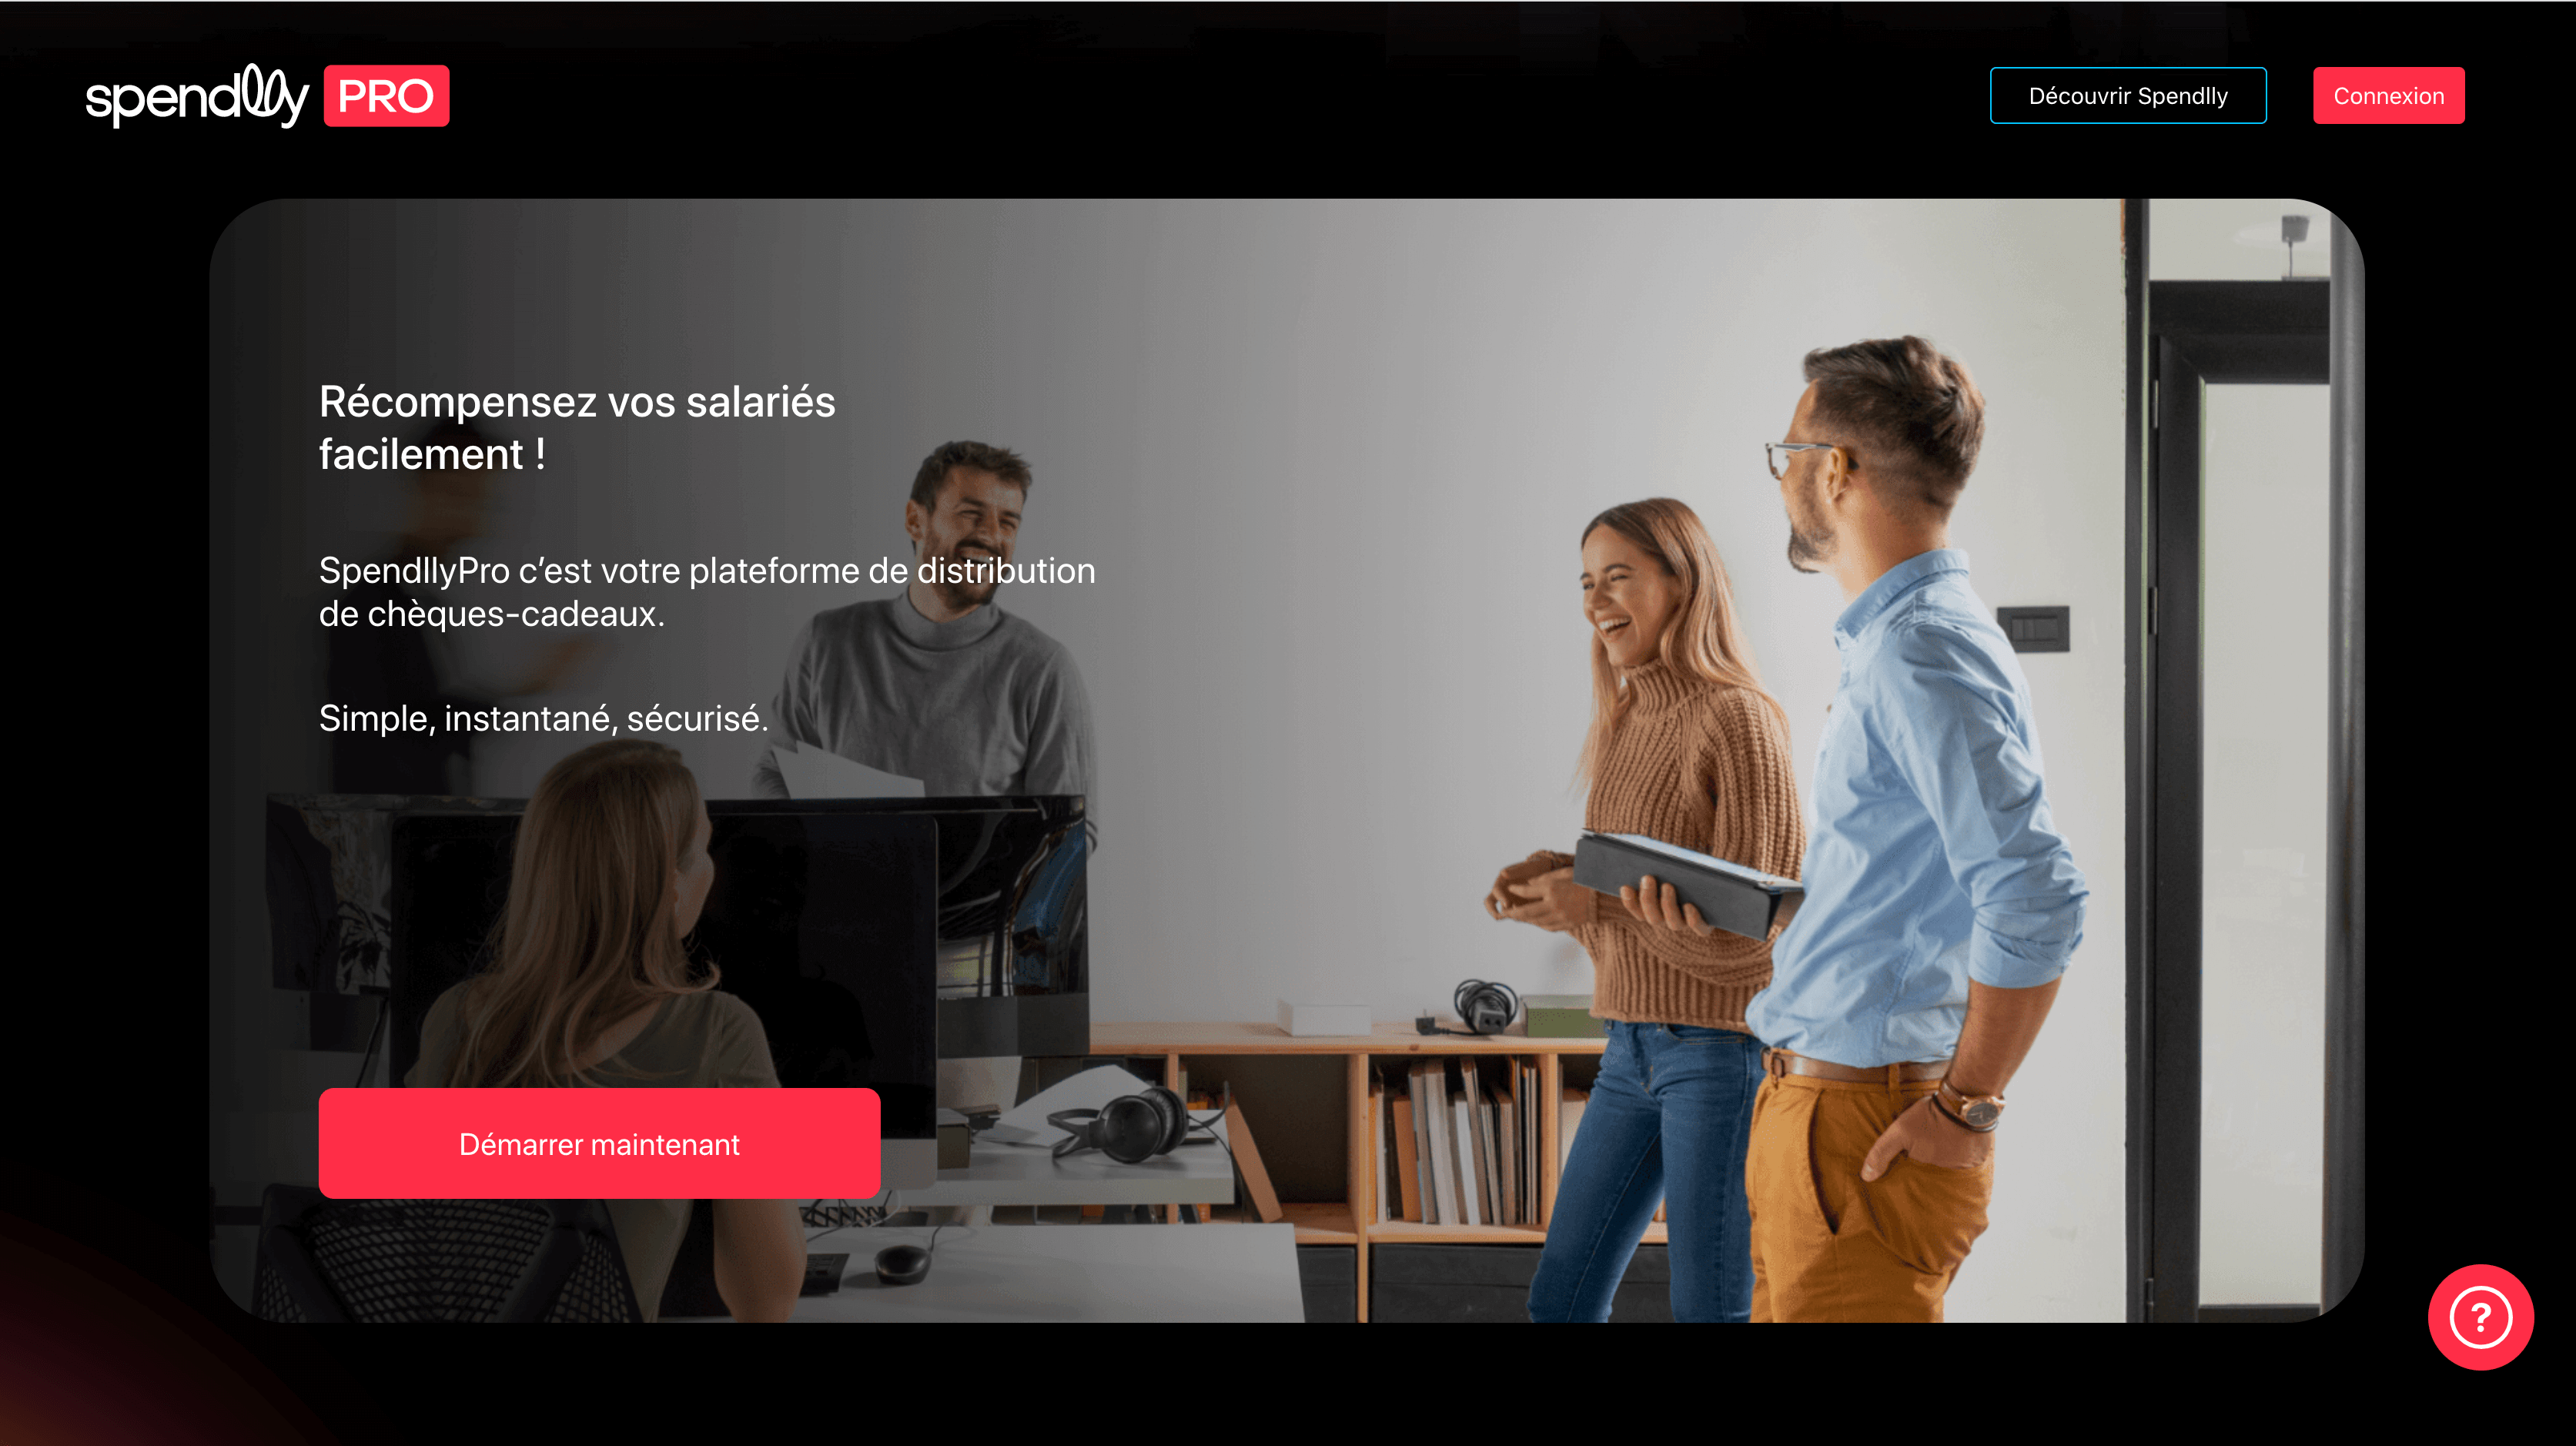 spendlly PRO
Découvrir Spendlly
Connexion
Récompensez vos salariés
facilement !
SpendllyPro c’est votre plateforme de distribution
de chèques-cadeaux.
Simple, instantané, sécurisé.
Démarrer maintenant
?